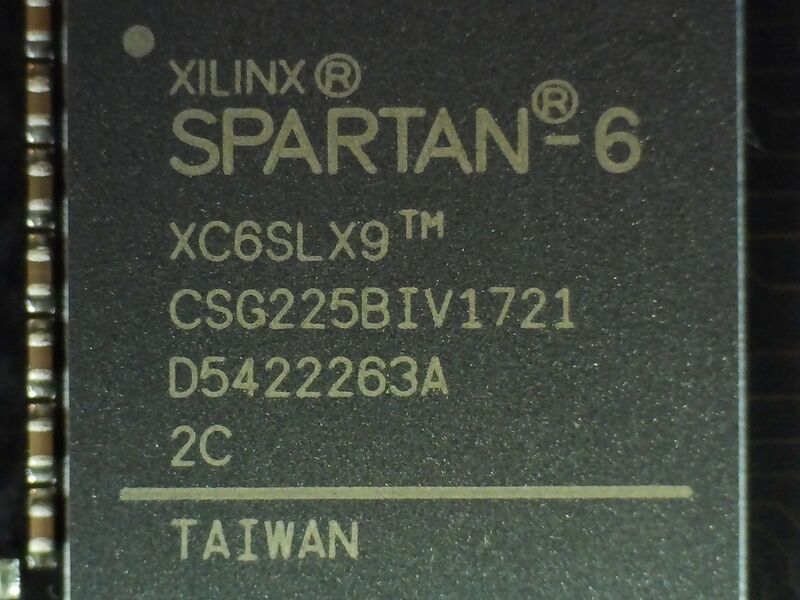 XILINX®
SPARTAN®-6
XC6SLX9™
CSG225BIV1721
D5422263A
2C
TAIWAN